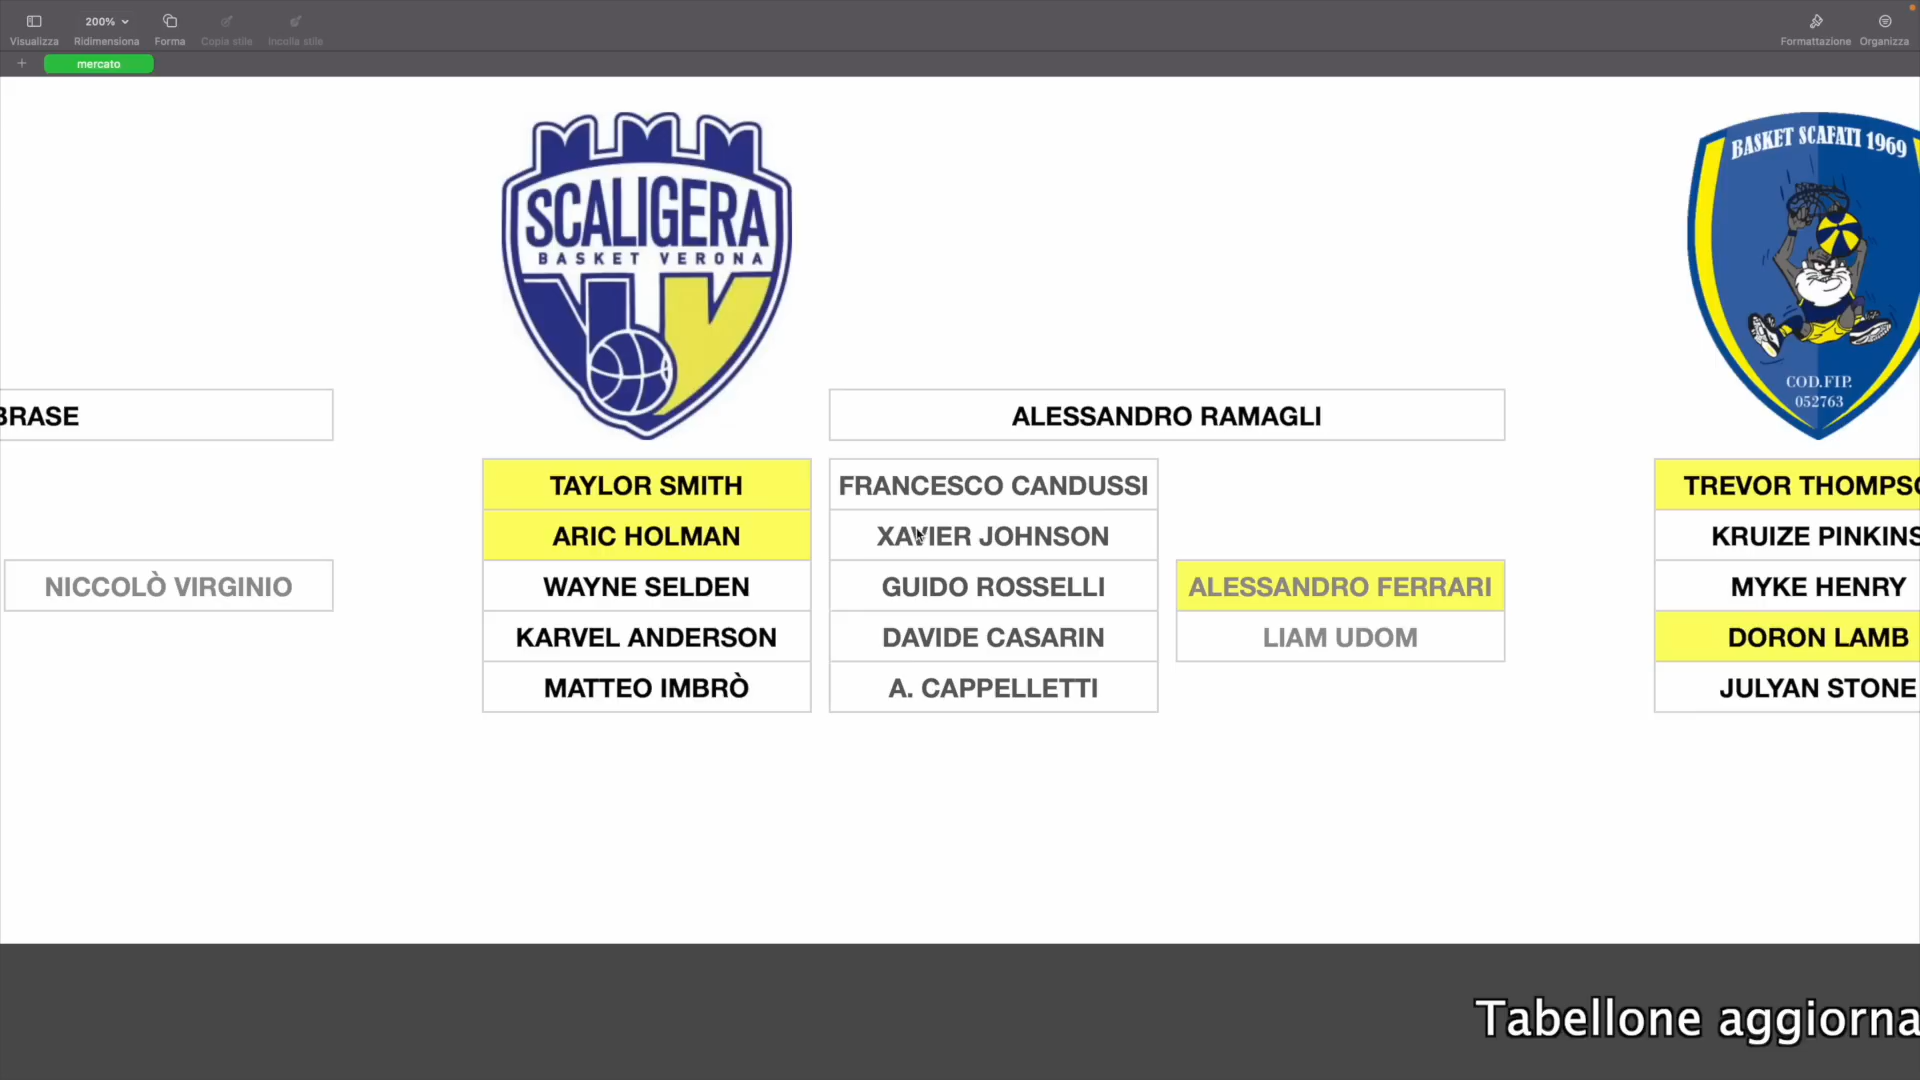 Visualizza
200%
Ridimensiona
Forma
Copia stile
Incolla stile
Formattazione
Organizza
mercato
SCALIGERA
BASKET VERONA
BASKET SCAFATI 1969
COD.FIP.
052763
BRASE
ALESSANDRO RAMAGLI
TAYLOR SMITH
FRANCESCO CANDUSSI
TREVOR THOMPSO
ARIC HOLMAN
XAVIER JOHNSON
KRUIZE PINKINS
NICCOLÒ VIRGINIO
WAYNE SELDEN
GUIDO ROSSELLI
ALESSANDRO FERRARI
MYKE HENRY
KARVEL ANDERSON
DAVIDE CASARIN
LIAM UDOM
DORON LAMB
MATTEO IMBRÒ
A. CAPPELLETTI
JULYAN STONE
Tabellone aggiorna